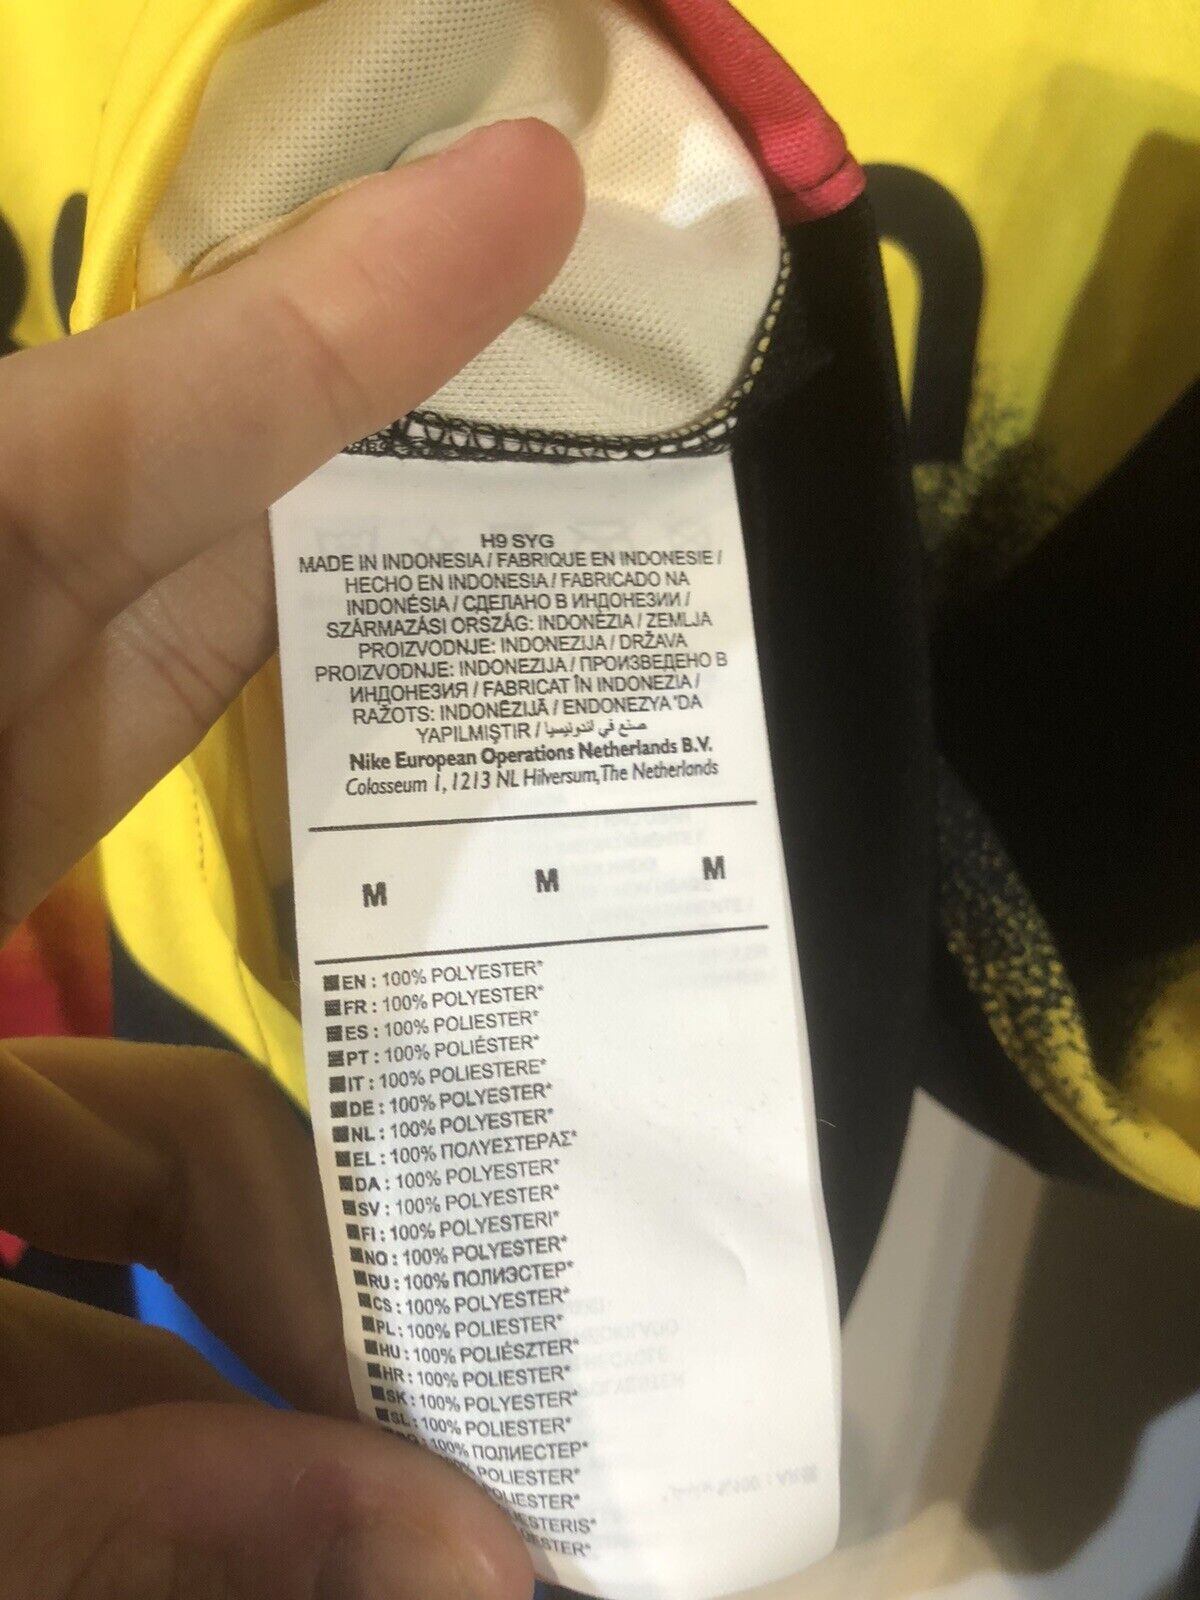 H9 SYG
MADE IN INDONESIA / FABRIQUE EN INDONESIE /
HECHO EN INDONESIA / FABRICADO NA
INDONÉSIA / СДЕЛАНО В ИНДОНЕЗИИ /
SZÁRMAZÁSI ORSZÁG: INDONÉZIA / ZEMLJA
PROIZVODNJE: INDONEZIJA / DRŽAVA
PROIZVODNJE: INDONEZIJA / ПРОИЗВЕДЕНО В
ИНДОНЕЗИЯ / FABRICAT ÎN INDONEZIA /
RAŽOTS: INDONĒZIJĀ / ENDONEZYA'DA
YAPILMIŞTIR / صنع في اندونيسيا
Nike European Operations Netherlands B.V.
Colosseum 1, 1213 NL Hilversum, The Netherlands
M M M
EN : 100% POLYESTER*
FR : 100% POLYESTER*
ES : 100% POLIESTER*
PT : 100% POLIÉSTER*
IT : 100% POLIESTERE*
DE : 100% POLYESTER*
NL : 100% POLYESTER*
EL : 100% ΠΟΛΥΕΣΤΕΡΑΣ*
DA : 100% POLYESTER*
SV : 100% POLYESTER*
FI : 100% POLYESTERI*
NO : 100% POLYESTER*
RU : 100% ПОЛИЭСТЕР*
CS : 100% POLYESTER*
PL : 100% POLIESTER*
HU : 100% POLIÉSZTER*
HR : 100% POLIESTER*
SK : 100% POLYESTER*
SL : 100% POLIESTER*
100% ПОЛИЕСТЕР*
POLIESTER*